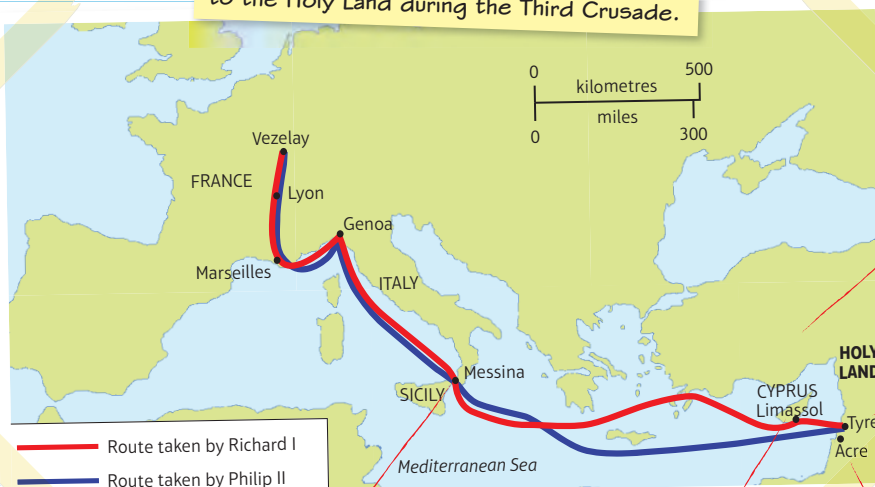 to the Holy Land during the Third Crusade.
0
500
kilometres
miles
0
300
Vezelay
FRANCE
Lyon
Genoa
Marseilles
ITALY
Messina
SICILY
HOLY
LAND
CYPRUS
Limassol
Tyre
Acre
Mediterranean Sea
Route taken by Richard I
Route taken by Philip II